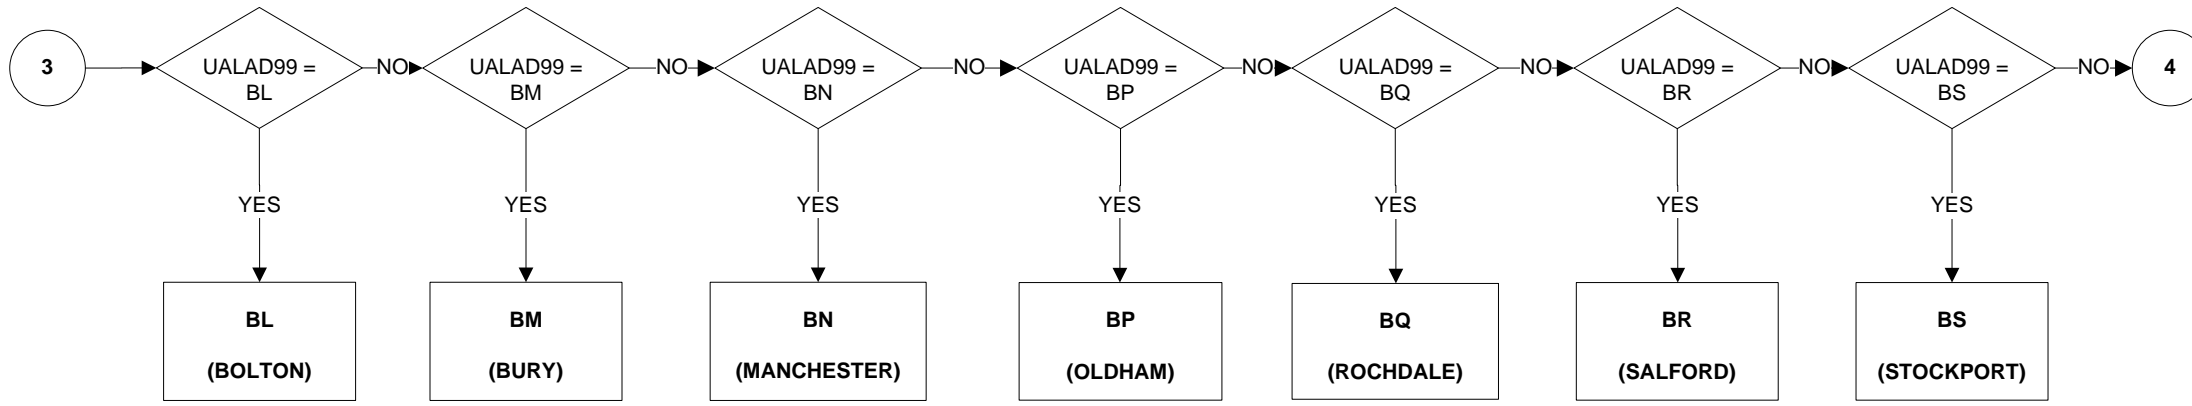 3
UALAD99 =
BL
NO
UALAD99 =
BM
NO
UALAD99 =
BN
NO
UALAD99 =
BP
NO
UALAD99 =
BQ
NO
UALAD99 =
BR
NO
UALAD99 =
BS
NO
4
YES
YES
YES
YES
YES
YES
YES
BL
(BOLTON)
BM
(BURY)
BN
(MANCHESTER)
BP
(OLDHAM)
BQ
(ROCHDALE)
BR
(SALFORD)
BS
(STOCKPORT)